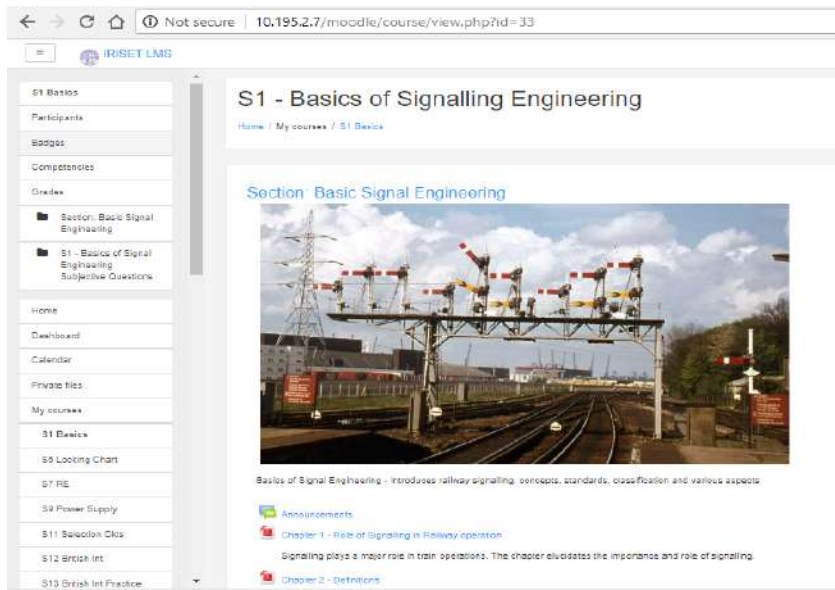 Not secure | 10.195.2.7/moodle/course/view.php?id=33
IRISET LMS
S1 Basics
Participants
Badges
Competencies
Grades
Section: Basic Signal
Engineering
S1 - Basics of Signal
Engineering
Subjective Questions
Home
Dashboard
Calendar
Private files
My courses
S1 Basics
S6 Locking Chart
S7 RE
S9 Power Supply
S11 Selection Ckts
S12 British Int
S13 British Int Practice
S1 - Basics of Signalling Engineering
Home / My courses / S1 Basics
Section: Basic Signal Engineering
Basics of Signal Engineering - introduces railway signalling, concepts, standards, classification and various aspects
Announcements
Chapter 1 - Role of Signalling in Railway operation
Signalling plays a major role in train operations. The chapter elucidates the importance and role of signalling.
Chapter 2 - Definitions